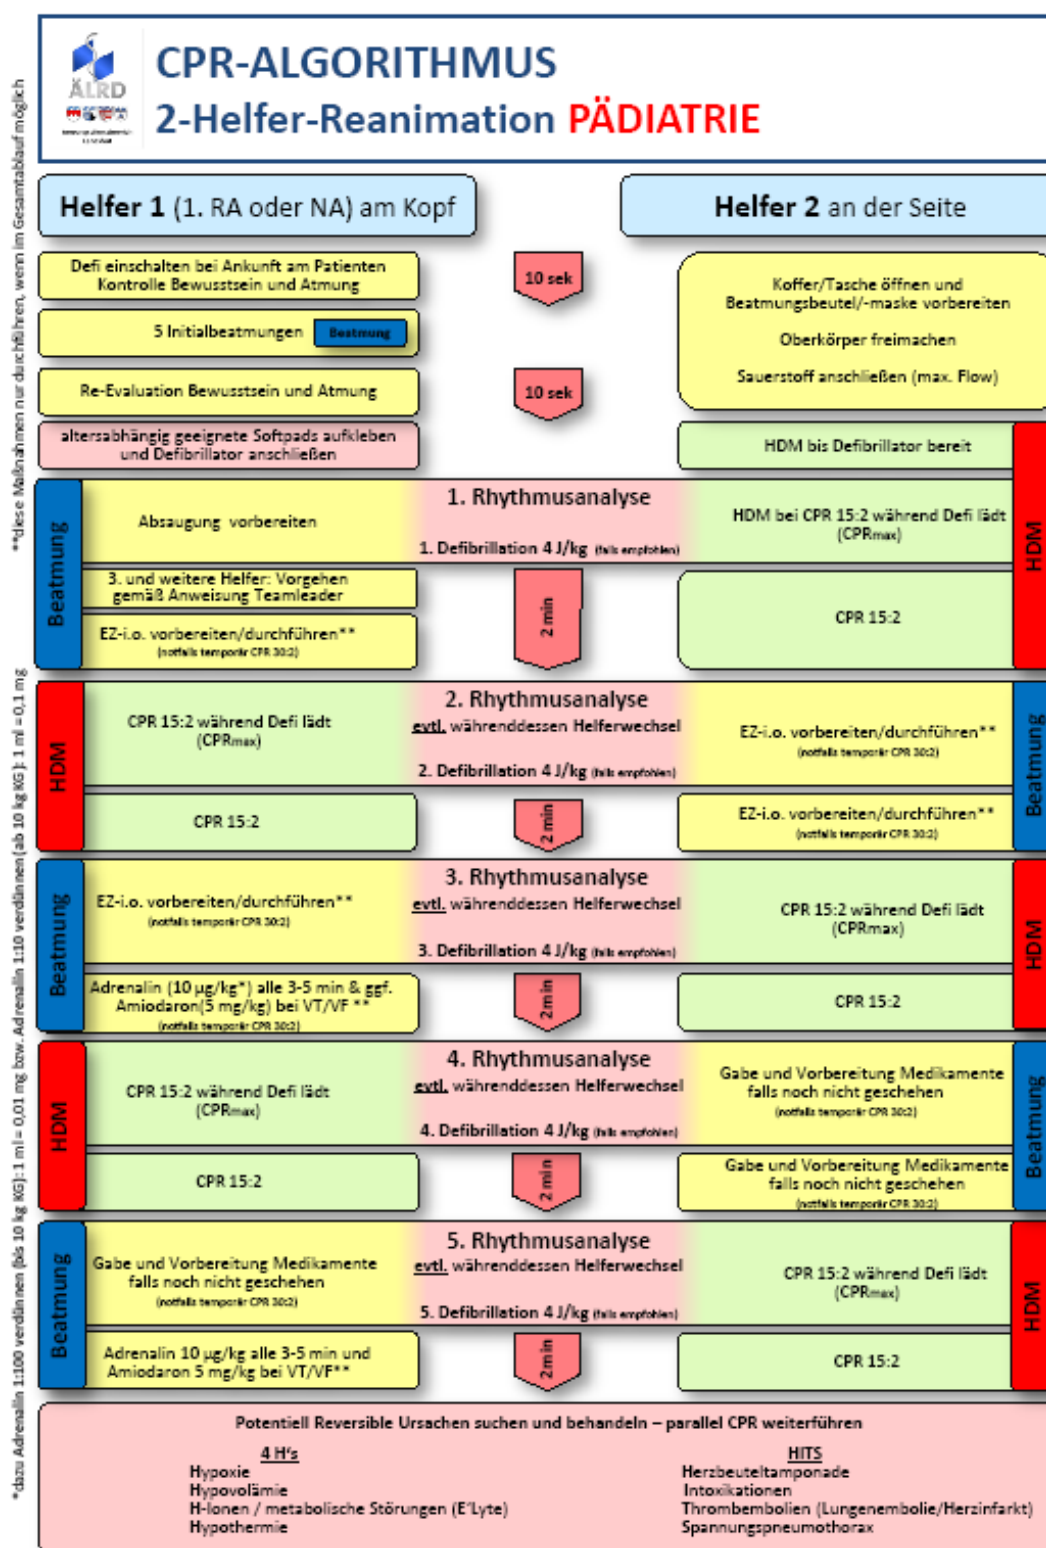 ÄLRD
CPR-ALGORITHMUS
2-Helfer-Reanimation PÄDIATRIE
Helfer 1 (1. RA oder NA) am Kopf
Helfer 2 an der Seite
Defi einschalten bei Ankunft am Patienten
Kontrolle Bewusstsein und Atmung
10 sek
Koffer/Tasche öffnen und
Beatmungsbeutel/-maske vorbereiten
Oberkörper freimachen
Sauerstoff anschließen (max. Flow)
5 Initialbeatmungen
Beatmung
Re-Evaluation Bewusstsein und Atmung
10 sek
altersabhängig geeignete Softpads aufkleben
und Defibrillator anschließen
HDM bis Defibrillator bereit
Beatmung
Absaugung vorbereiten
1. Rhythmusanalyse
1. Defibrillation 4 J/kg (falls empfohlen)
HDM bei CPR 15:2 während Defi lädt
(CPRmax)
HDM
3. und weitere Helfer: Vorgehen
gemäß Anweisung Teamleader
EZ-i.o. vorbereiten/durchführen**
(notfalls temporär CPR 30:2)
2 min
CPR 15:2
HDM
CPR 15:2 während Defi lädt
(CPRmax)
2. Rhythmusanalyse
evtl. währenddessen Helferwechsel
2. Defibrillation 4 J/kg (falls empfohlen)
EZ-i.o. vorbereiten/durchführen**
(notfalls temporär CPR 30:2)
Beatmung
CPR 15:2
2 min
EZ-i.o. vorbereiten/durchführen**
(notfalls temporär CPR 30:2)
Beatmung
EZ-i.o. vorbereiten/durchführen**
(notfalls temporär CPR 30:2)
3. Rhythmusanalyse
evtl. währenddessen Helferwechsel
3. Defibrillation 4 J/kg (falls empfohlen)
CPR 15:2 während Defi lädt
(CPRmax)
HDM
Adrenalin (10 µg/kg*) alle 3-5 min & ggf.
Amiodaron(5 mg/kg) bei VT/VF **
(notfalls temporär CPR 30:2)
2min
CPR 15:2
HDM
CPR 15:2 während Defi lädt
(CPRmax)
4. Rhythmusanalyse
evtl. währenddessen Helferwechsel
4. Defibrillation 4 J/kg (falls empfohlen)
Gabe und Vorbereitung Medikamente
falls noch nicht geschehen
(notfalls temporär CPR 30:2)
Beatmung
CPR 15:2
2 min
Gabe und Vorbereitung Medikamente
falls noch nicht geschehen
(notfalls temporär CPR 30:2)
Beatmung
Gabe und Vorbereitung Medikamente
falls noch nicht geschehen
(notfalls temporär CPR 30:2)
5. Rhythmusanalyse
evtl. währenddessen Helferwechsel
5. Defibrillation 4 J/kg (falls empfohlen)
CPR 15:2 während Defi lädt
(CPRmax)
HDM
Adrenalin 10 µg/kg alle 3-5 min und
Amiodaron 5 mg/kg bei VT/VF**
2min
CPR 15:2
Potentiell Reversible Ursachen suchen und behandeln – parallel CPR weiterführen
4 H's
Hypoxie
Hypovolämie
H-Ionen / metabolische Störungen (E'Lyte)
Hypothermie
HITS
Herzbeuteltamponade
Intoxikationen
Thrombembolien (Lungenembolie/Herzinfarkt)
Spannungspneumothorax
**diese Maßnahmen nur durchführen, wenn im Gesamtablauf möglich
*dazu Adrenalin 1:100 verdünnen (bis 10 kg KG): 1 ml = 0,01 mg bzw. Adrenalin 1:10 verdünnen (ab 10 kg KG): 1 ml = 0,1 mg